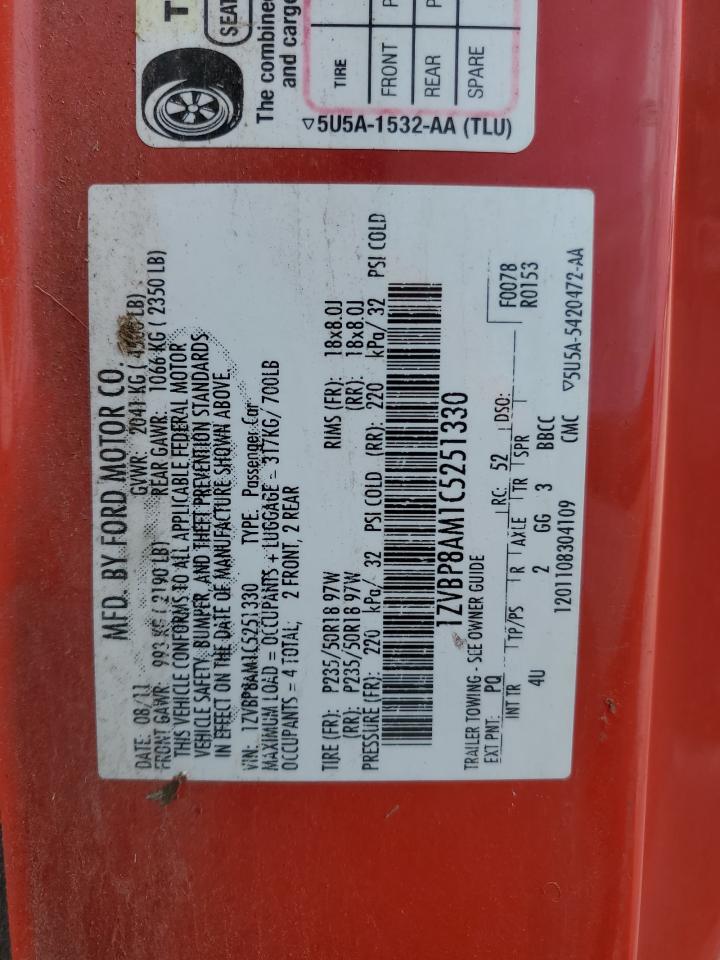 SEAT
The combined
and cargo
TIRE
FRONT
REAR
SPARE
▽5U5A-1532-AA (TLU)
MFD. BY FORD MOTOR CO.
DATE: 08/11 GVWR: 2041 KG ( LB)
FRONT GAWR: 993 KG ( 2190 LB) REAR GAWR: 1066 KG ( 2350 LB)
THIS VEHICLE CONFORMS TO ALL APPLICABLE FEDERAL MOTOR
VEHICLE SAFETY, BUMPER, AND THEFT PREVENTION STANDARDS
IN EFFECT ON THE DATE OF MANUFACTURE SHOWN ABOVE.
VIN: 1ZVBP8AM1C5251330 TYPE: Passenger Car
MAXIMUM LOAD = OCCUPANTS + LUGGAGE = 317KG/ 700LB
OCCUPANTS = 4 TOTAL; 2 FRONT, 2 REAR
TIRE (FR): P235/50R18 97W RIMS (FR): 18x8.0J
(RR): P235/50R18 97W (RR): 18x8.0J
PRESSURE (FR): 220 kPa/ 32 PSI COLD (RR): 220 kPa/ 32 PSI COLD
1ZVBP8AM1C5251330
TRAILER TOWING - SEE OWNER GUIDE
EXT PNT: PQ RC: 52 DSO: F0078
INT TR TP/PS R AXLE TR SPR R0153
4U 2 GG 3 BBCC
12011108304109 CMC ▽5U5A-5420472-AA